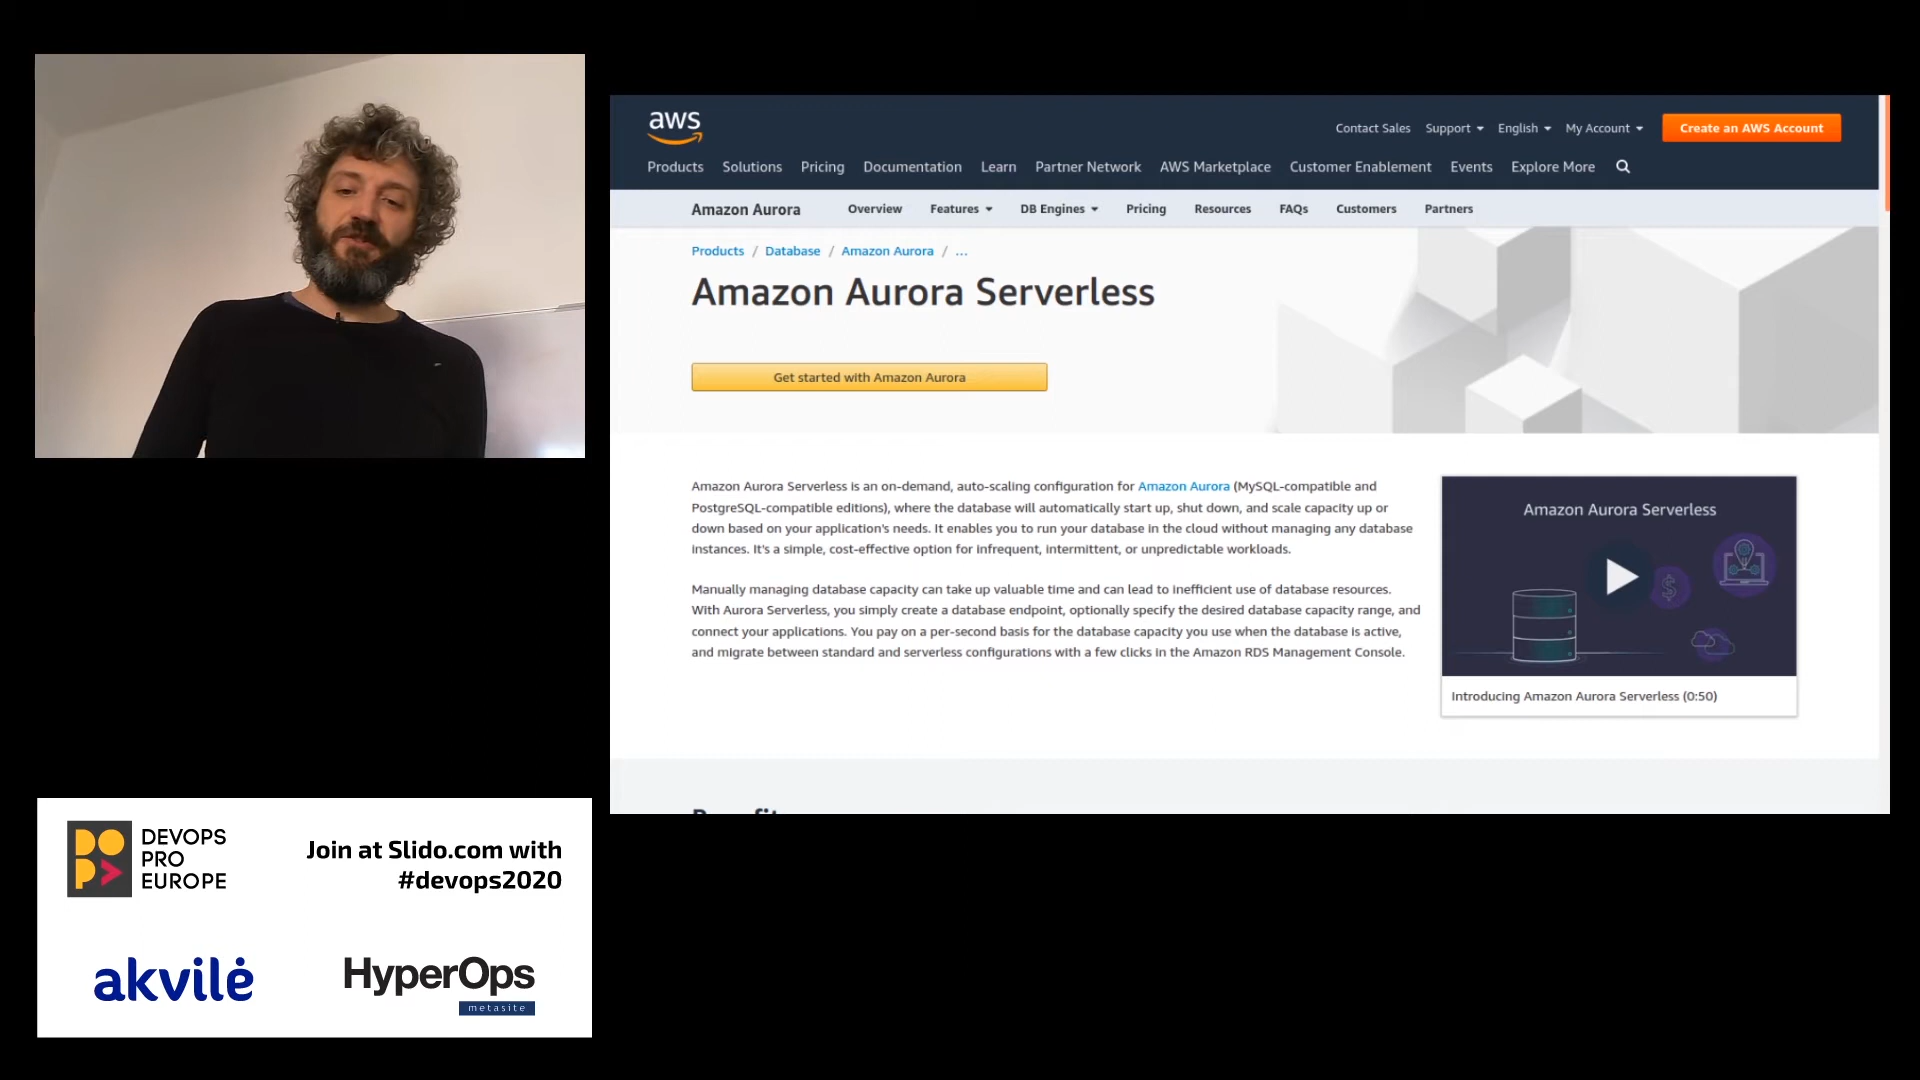 aws
Contact Sales Support English My Account Create an AWS Account
Products Solutions Pricing Documentation Learn Partner Network AWS Marketplace Customer Enablement Events Explore More
Amazon Aurora Overview Features DB Engines Pricing Resources FAQs Customers Partners
Products / Database / Amazon Aurora / ...
Amazon Aurora Serverless
Get started with Amazon Aurora
Amazon Aurora Serverless is an on-demand, auto-scaling configuration for Amazon Aurora (MySQL-compatible and
PostgreSQL-compatible editions), where the database will automatically start up, shut down, and scale capacity up or
down based on your application's needs. It enables you to run your database in the cloud without managing any database
instances. It's a simple, cost-effective option for infrequent, intermittent, or unpredictable workloads.
Manually managing database capacity can take up valuable time and can lead to inefficient use of database resources.
With Aurora Serverless, you simply create a database endpoint, optionally specify the desired database capacity range, and
connect your applications. You pay on a per-second basis for the database capacity you use when the database is active,
and migrate between standard and serverless configurations with a few clicks in the Amazon RDS Management Console.
Amazon Aurora Serverless
$
Introducing Amazon Aurora Serverless (0:50)
DEVOPS
PRO
EUROPE
Join at Slido.com with
#devops2020
akvilė
HyperOps
metasite